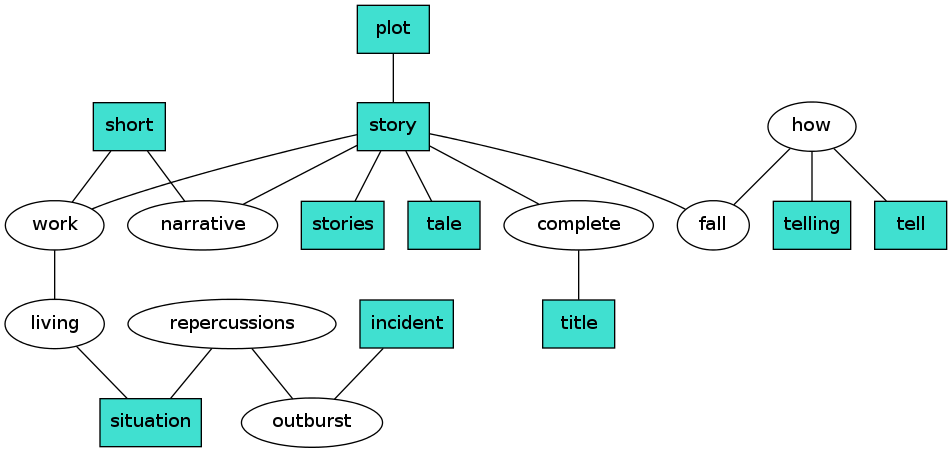 plot
short
story
how
work
narrative
stories
tale
complete
fall
telling
tell
living
repercussions
incident
title
situation
outburst